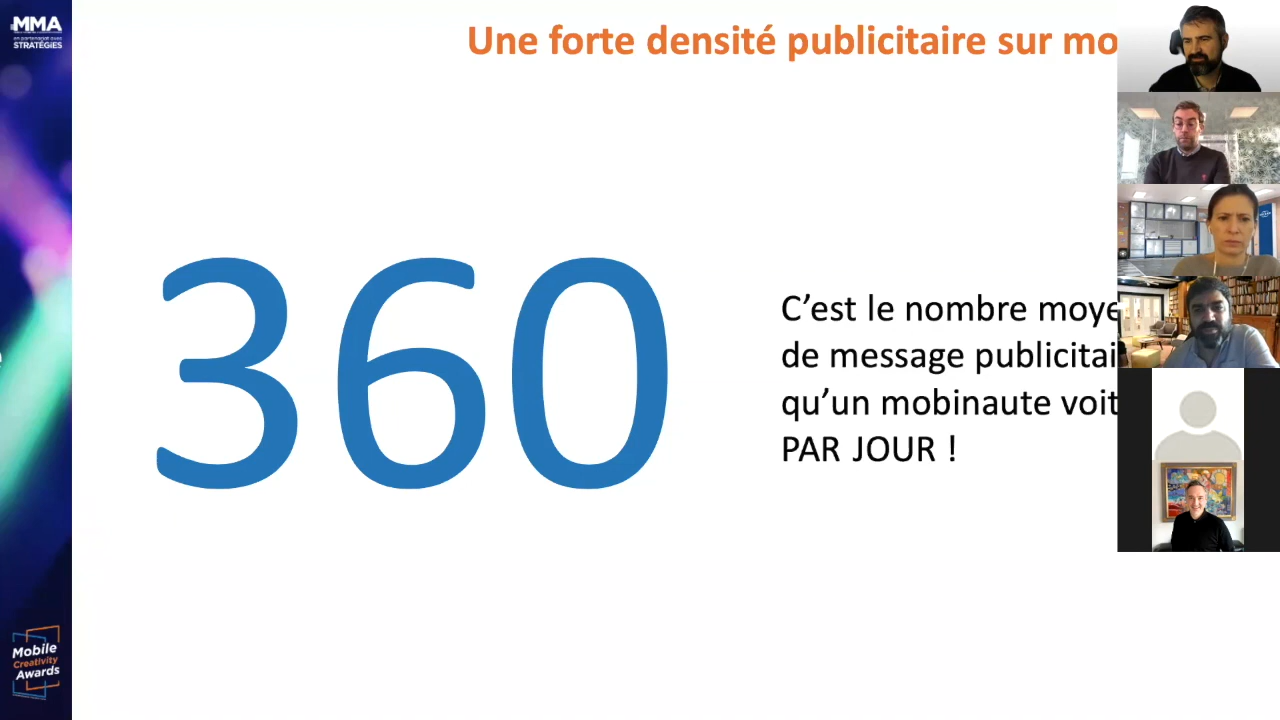 MMA
en partenariat avec
STRATÉGIES
Une forte densité publicitaire sur mo
360
C’est le nombre moye
de message publicitai
qu’un mobinaute voit
PAR JOUR !
Mobile
Creativity
Awards